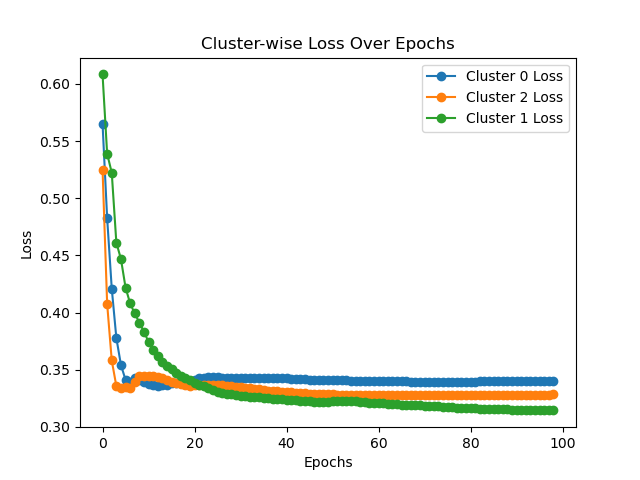 Cluster-wise Loss Over Epochs
Cluster 0 Loss
Cluster 2 Loss
Cluster 1 Loss
0.60
0.55
0.50
0.45
0.40
0.35
0.30
Loss
0 20 40 60 80 100
Epochs